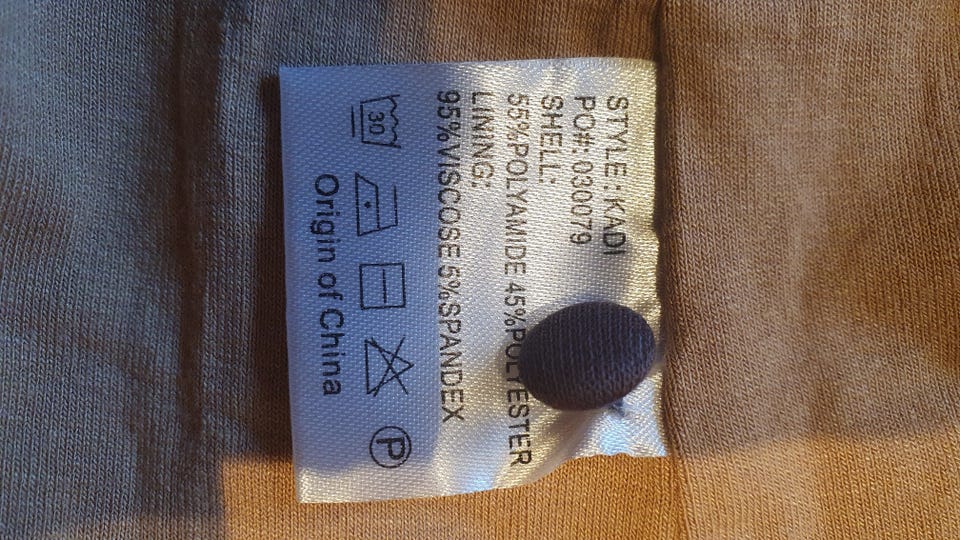 STYLE: KADI
PO#: 030079
SHELL:
55%POLYAMIDE 45%POLYESTER
LINING:
95%VISCOSE 5%SPANDEX
30 P
Origin of China